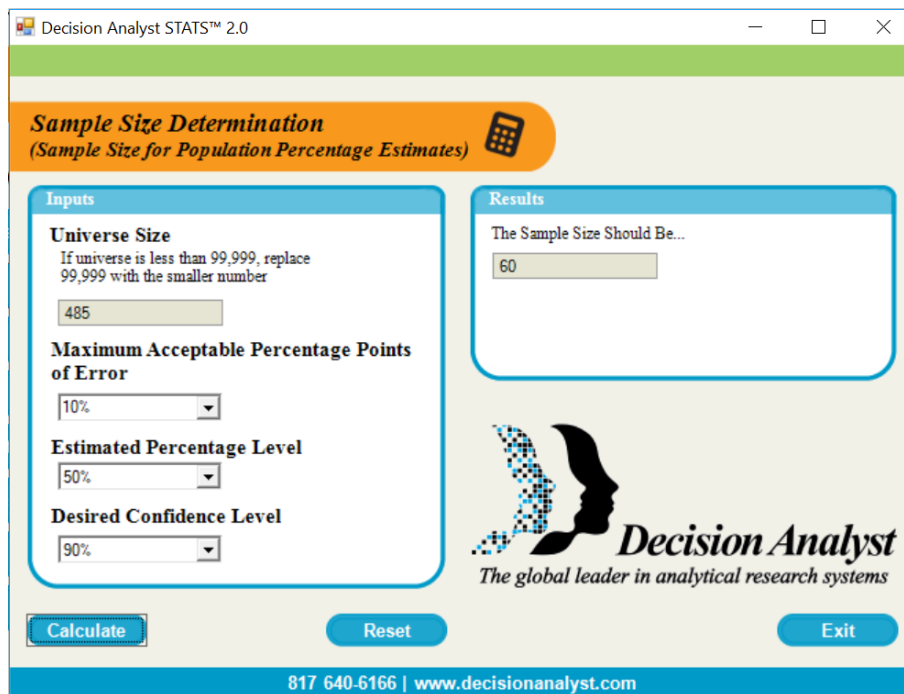 Decision Analyst STATS™ 2.0
Sample Size Determination
(Sample Size for Population Percentage Estimates)
Inputs
Universe Size
If universe is less than 99,999, replace
99,999 with the smaller number
485
Maximum Acceptable Percentage Points
of Error
10%
Estimated Percentage Level
50%
Desired Confidence Level
90%
Results
The Sample Size Should Be...
60
Decision Analyst
The global leader in analytical research systems
Calculate
Reset
Exit
817 640-6166 | www.decisionanalyst.com